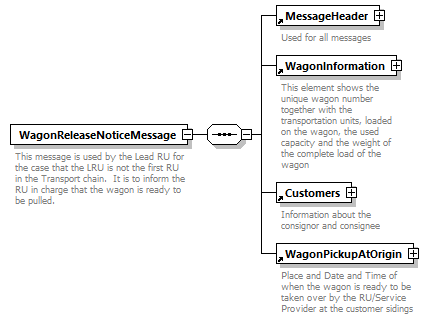 MessageHeader
Used for all messages
WagonInformation
This element shows the
unique wagon number
together with the
transportation units, loaded
on the wagon, the used
capacity and the weight of
the complete load of the
wagon
WagonReleaseNoticeMessage
This message is used by the Lead RU for
the case that the LRU is not the first RU
in the Transport chain.  It is to inform the
RU in charge that the wagon is ready to
be pulled.
Customers
Information about the
consignor and consignee
WagonPickupAtOrigin
Place and Date and Time of
when the wagon is ready to be
taken over by the RU/Service
Provider at the customer sidings